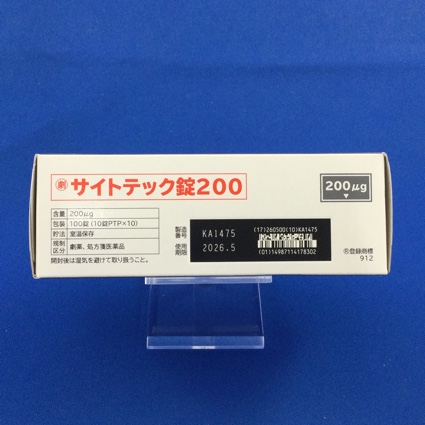 劇 サイトテック錠200
200μg
含量 200μg
包装 100錠(10錠PTP×10)
貯法 室温保存
規制区分 劇薬、処方箋医薬品
開封後は湿気を避けて取り扱うこと。
製造番号 KA1475
使用期限 2026.5
(17)260500(10)KA1475
(01)14987114178302
®登録商標
912